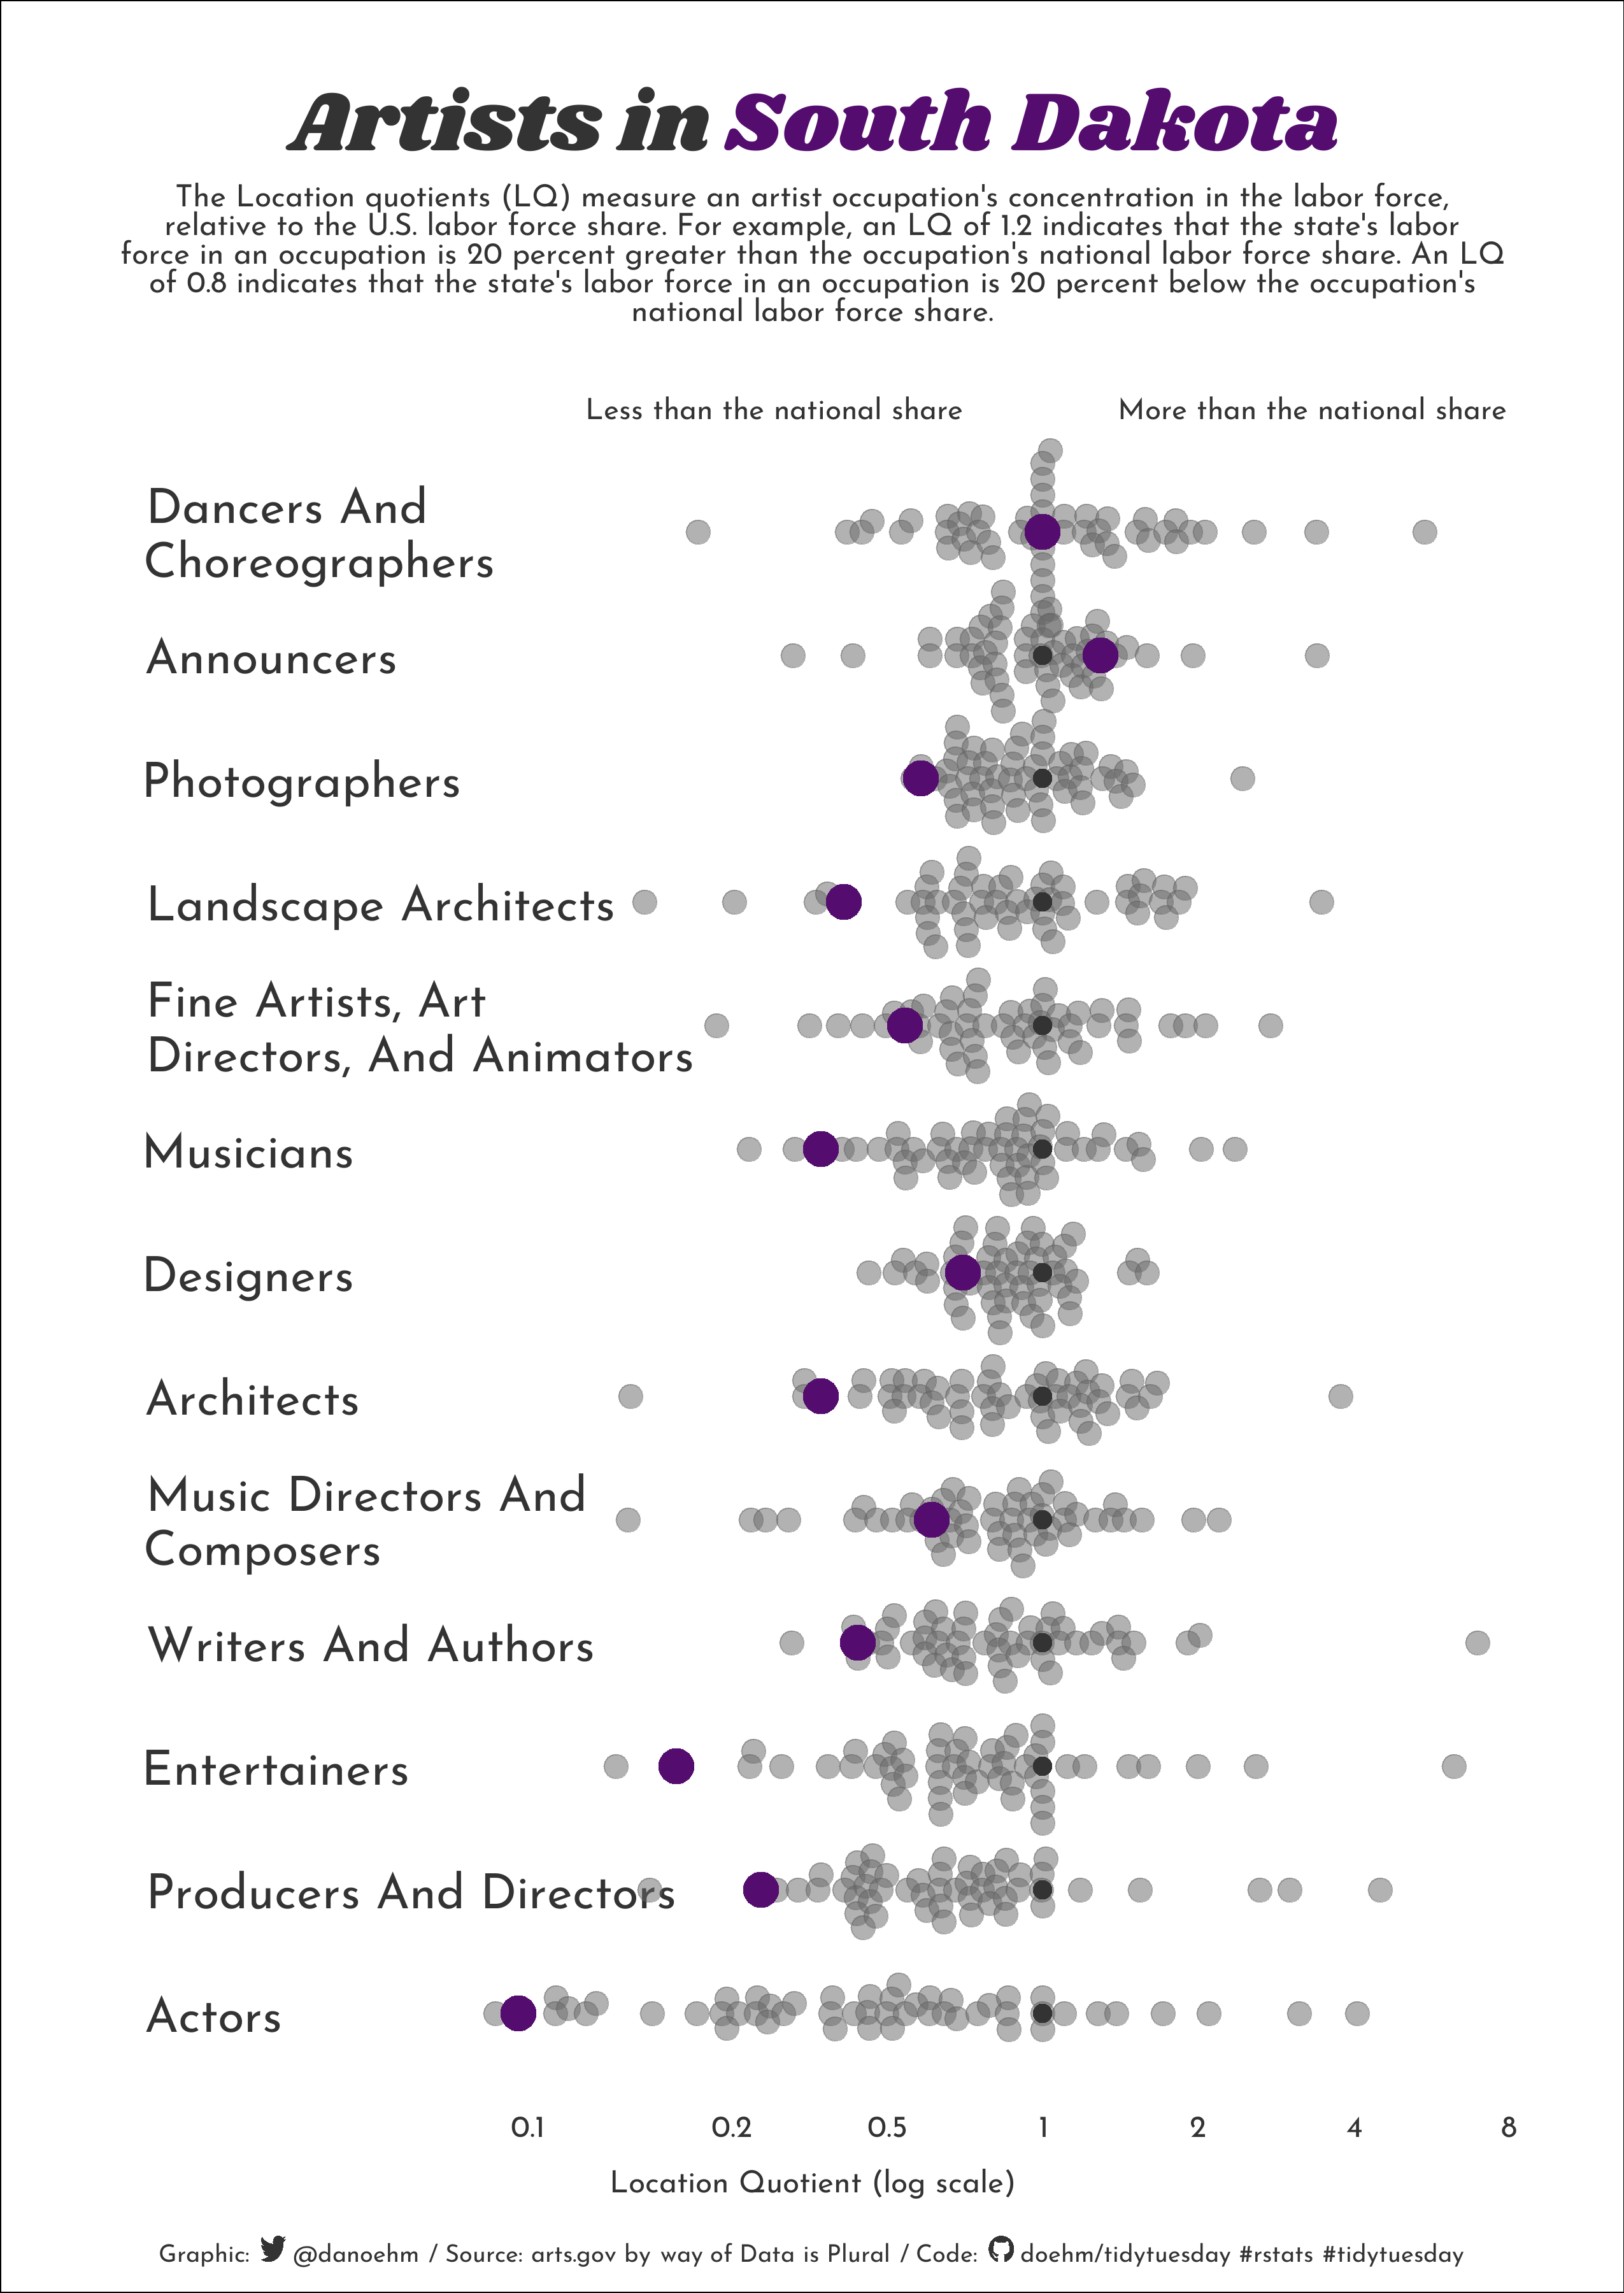 Artists in South Dakota
The Location quotients (LQ) measure an artist occupation's concentration in the labor force,
relative to the U.S. labor force share. For example, an LQ of 1.2 indicates that the state's labor
force in an occupation is 20 percent greater than the occupation's national labor force share. An LQ
of 0.8 indicates that the state's labor force in an occupation is 20 percent below the occupation's
national labor force share.
Less than the national share
More than the national share
Dancers And
Choreographers
Announcers
Photographers
Landscape Architects
Fine Artists, Art
Directors, And Animators
Musicians
Designers
Architects
Music Directors And
Composers
Writers And Authors
Entertainers
Producers And Directors
Actors
0.1 0.2 0.5 1 2 4 8
Location Quotient (log scale)
Graphic: @danoehm / Source: arts.gov by way of Data is Plural / Code: doehm/tidytuesday #rstats #tidytuesday